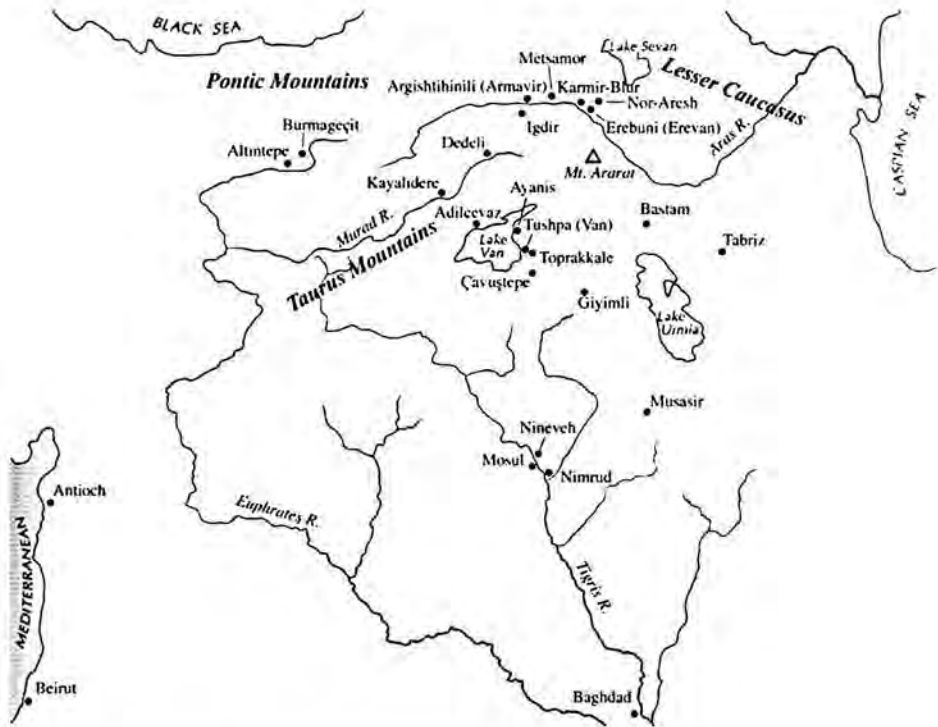 BLACK SEA
Pontic Mountains
Lake Sevan
Metsamor
Lesser Caucasus
Argishtihinili (Armavir)
Karmir-Blur
Nor-Aresh
Igdir
Erebuni (Erevan)
Aras R.
CASPIAN SEA
Burmageçit
Altıntepe
Dedeli
Mt. Ararat
Kayalıdere
Ayanis
Adilcevaz
Tushpa (Van)
Bastam
Murad R.
Lake
Van
Toprakkale
Tabriz
Taurus Mountains
Çavuştepe
Giyimli
Lake
Urmia
Musasir
Nineveh
Mosul
Nimrud
Antioch
Euphrates R.
MEDITERRANEAN
Tigris R.
Beirut
Baghdad